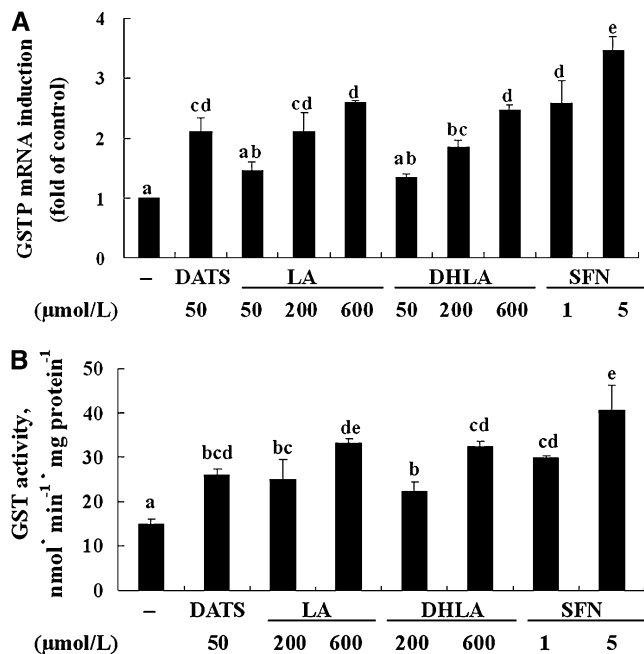 A
GSTP mRNA induction
(fold of control)
4
3
2
1
0
a
cd
ab
cd
d
ab
bc
d
d
e
– DATS LA DHLA SFN
(μmol/L) 50 50 200 600 50 200 600 1 5
B
GST activity,
nmol· min⁻¹· mg protein⁻¹
50
40
30
20
10
0
a
bcd
bc
de
b
cd
cd
e
– DATS LA DHLA SFN
(μmol/L) 50 200 600 200 600 1 5